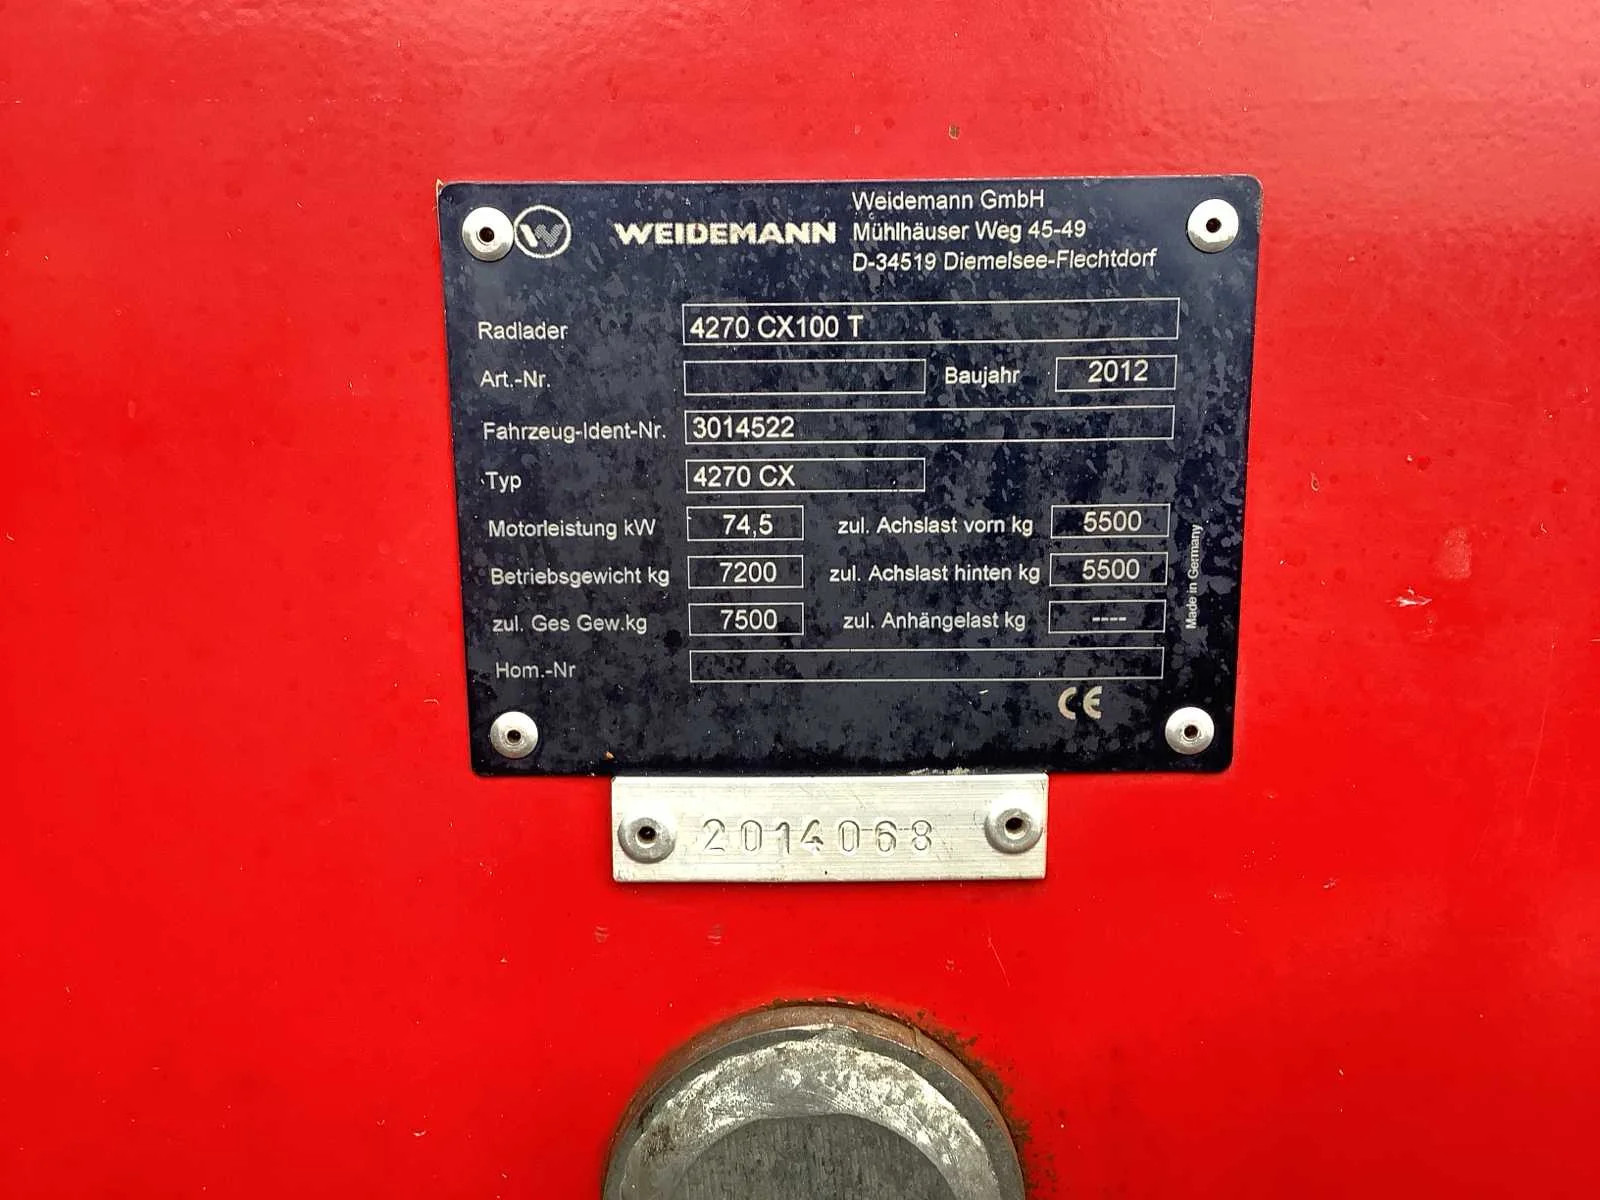 W WEIDEMANN
Weidemann GmbH
Mühlhäuser Weg 45-49
D-34519 Diemelsee-Flechtdorf
Radlader 4270 CX100 T
Art.-Nr. Baujahr 2012
Fahrzeug-Ident-Nr. 3014522
Typ 4270 CX
Motorleistung kW 74,5 zul. Achslast vorn kg 5500
Betriebsgewicht kg 7200 zul. Achslast hinten kg 5500
zul. Ges Gew.kg 7500 zul. Anhängelast kg ----
Hom.-Nr
Made in Germany
CE
2014068